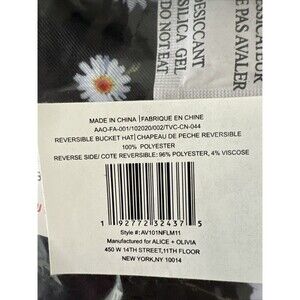 DESICCANT
SILICA GEL
DO NOT EAT
NE PAS AVALER
MADE IN CHINA | FABRIQUE EN CHINE
AAO-FA-001/102020/002/TVC-CN-044
REVERSIBLE BUCKET HAT| CHAPEAU DE PECHE REVERSIBLE
100% POLYESTER
REVERSE SIDE/ COTE REVERSIBLE: 96% POLYESTER, 4% VISCOSE
1 92772 32437 5
Style #: AV101NFLM11
Manufactured for ALICE + OLIVIA
450 W 14TH STREET,11TH FLOOR
NEW YORK,NY 10014